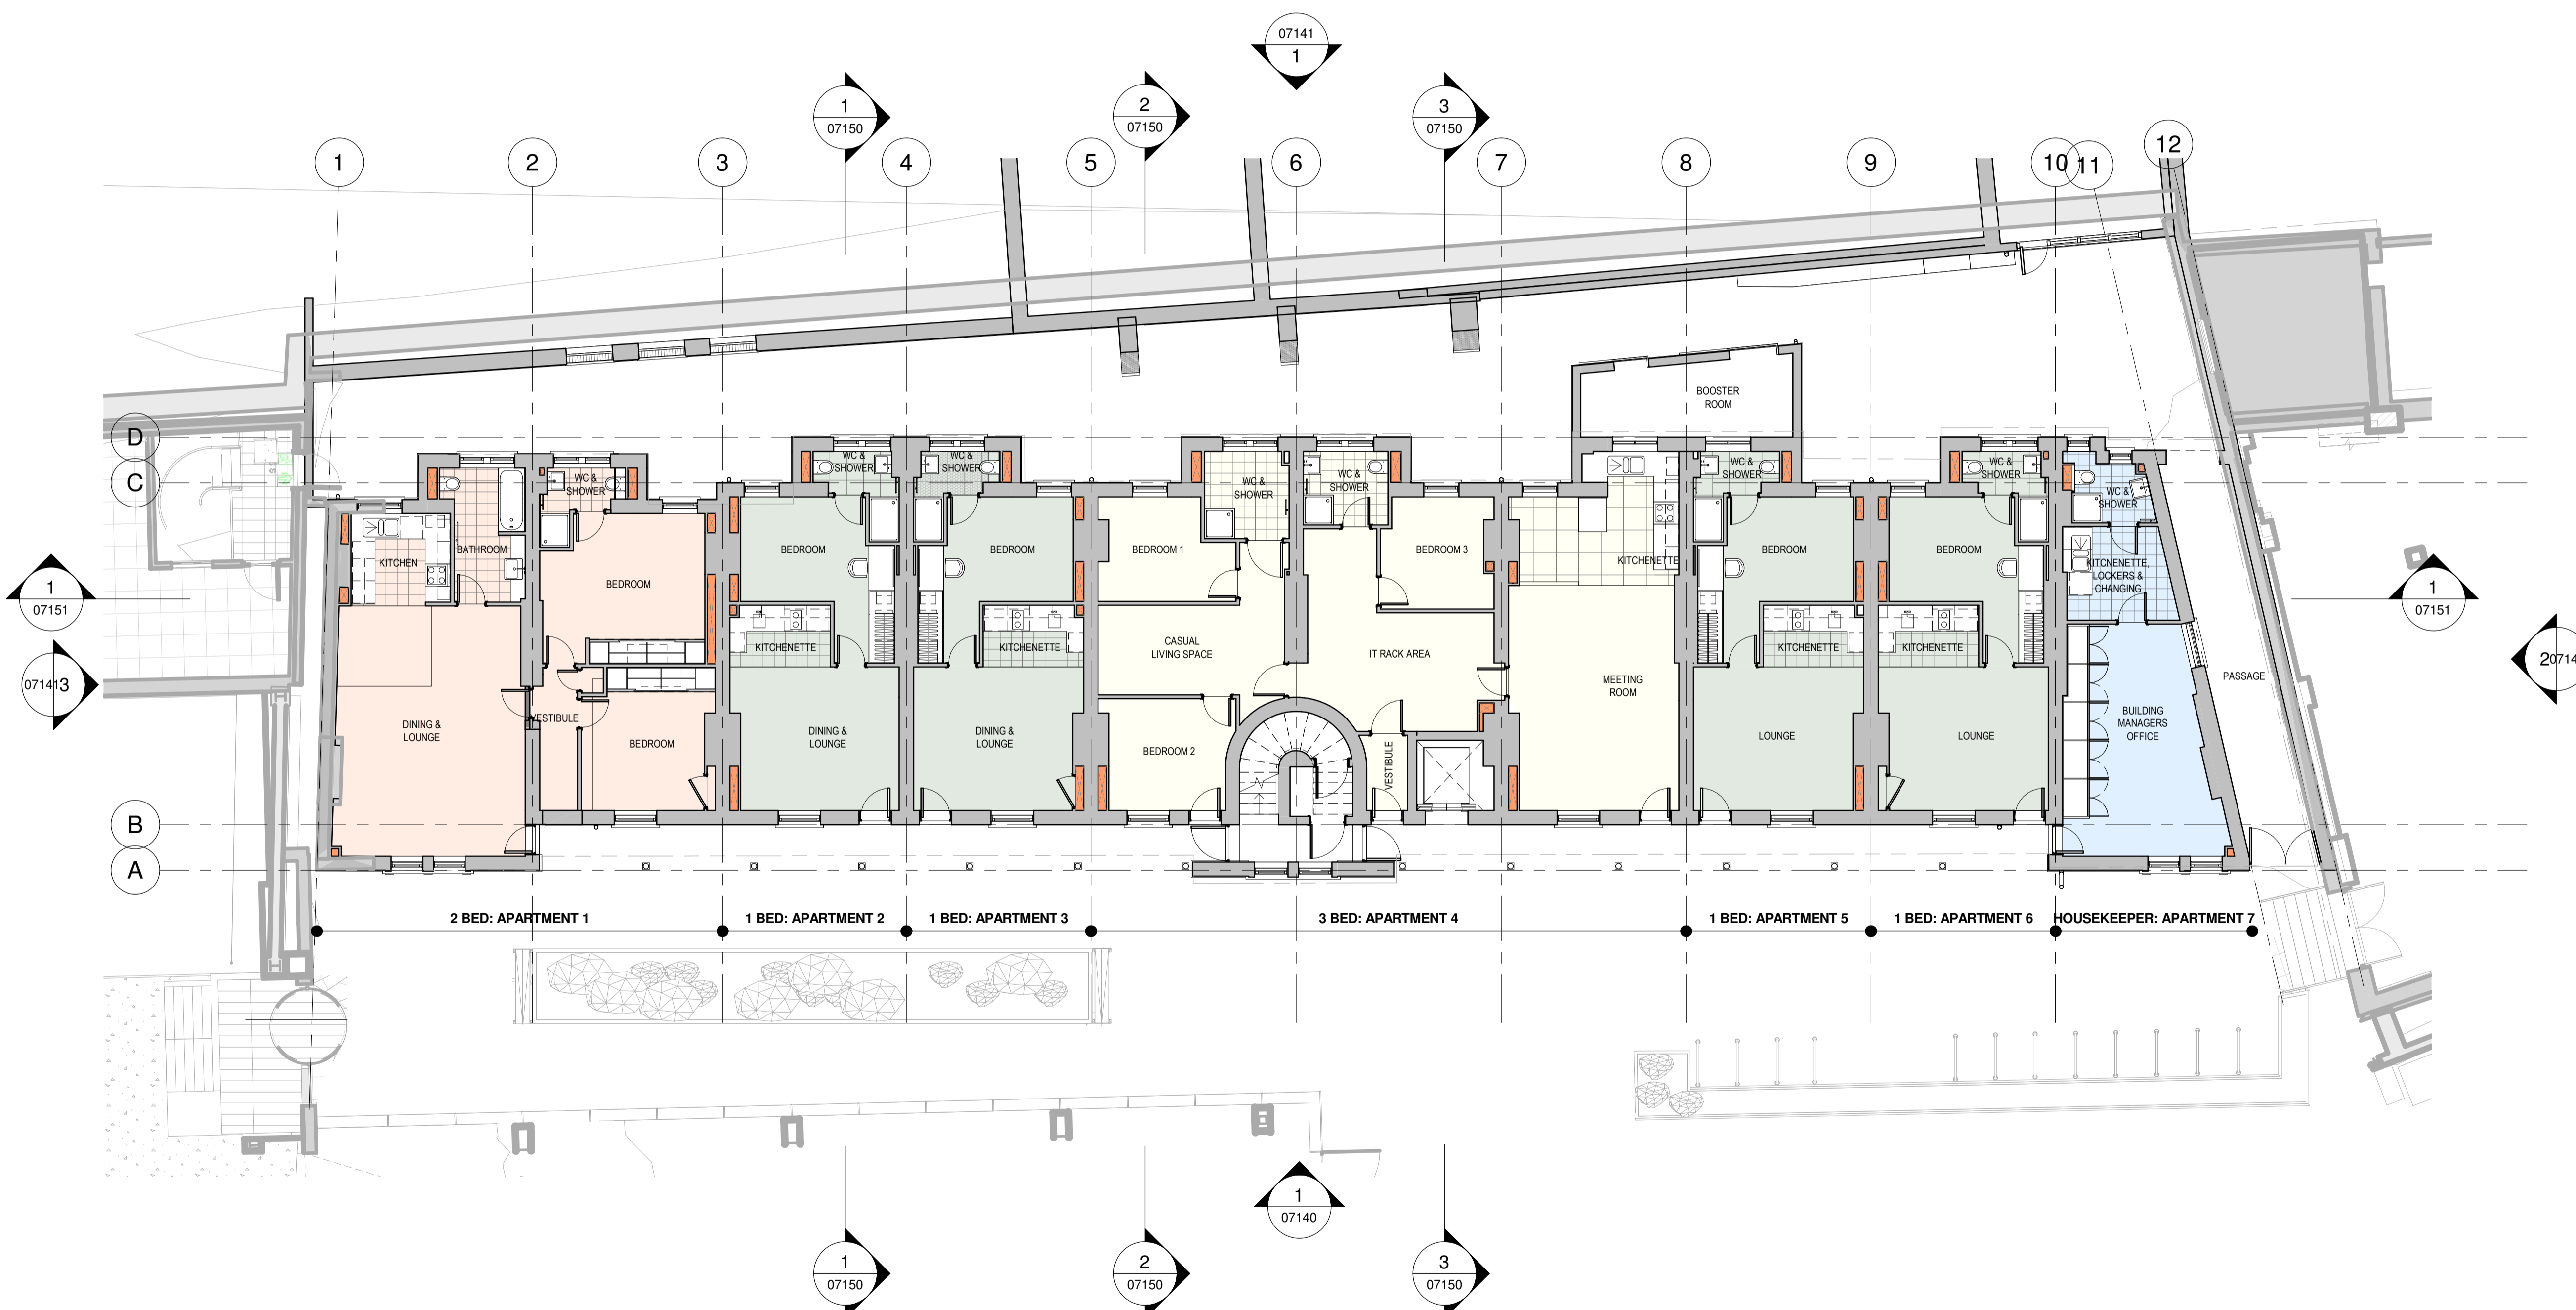 07141
1
1
07150
2
07150
3
07150
1
2
3
4
5
6
7
8
9
10
11
12
D
C
B
A
1
07151
07141
3
1
07151
2
BOOSTER
ROOM
WC &
SHOWER
WC &
SHOWER
WC &
SHOWER
WC &
SHOWER
WC &
SHOWER
WC &
SHOWER
WC &
SHOWER
WC &
SHOWER
KITCHEN
BATHROOM
BEDROOM
BEDROOM
BEDROOM
BEDROOM 1
BEDROOM 3
KITCHENETTE
BEDROOM
BEDROOM
KITCNENETTE,
LOCKERS &
CHANGING
KITCHENETTE
KITCHENETTE
CASUAL
LIVING SPACE
IT RACK AREA
MEETING
ROOM
KITCHENETTE
KITCHENETTE
PASSAGE
DINING &
LOUNGE
VESTIBULE
BEDROOM
DINING &
LOUNGE
DINING &
LOUNGE
BEDROOM 2
VESTIBULE
LOUNGE
LOUNGE
BUILDING
MANAGERS
OFFICE
2 BED: APARTMENT 1
1 BED: APARTMENT 2
1 BED: APARTMENT 3
3 BED: APARTMENT 4
1 BED: APARTMENT 5
1 BED: APARTMENT 6
HOUSEKEEPER: APARTMENT 7
1
07140
1
07150
2
07150
3
07150